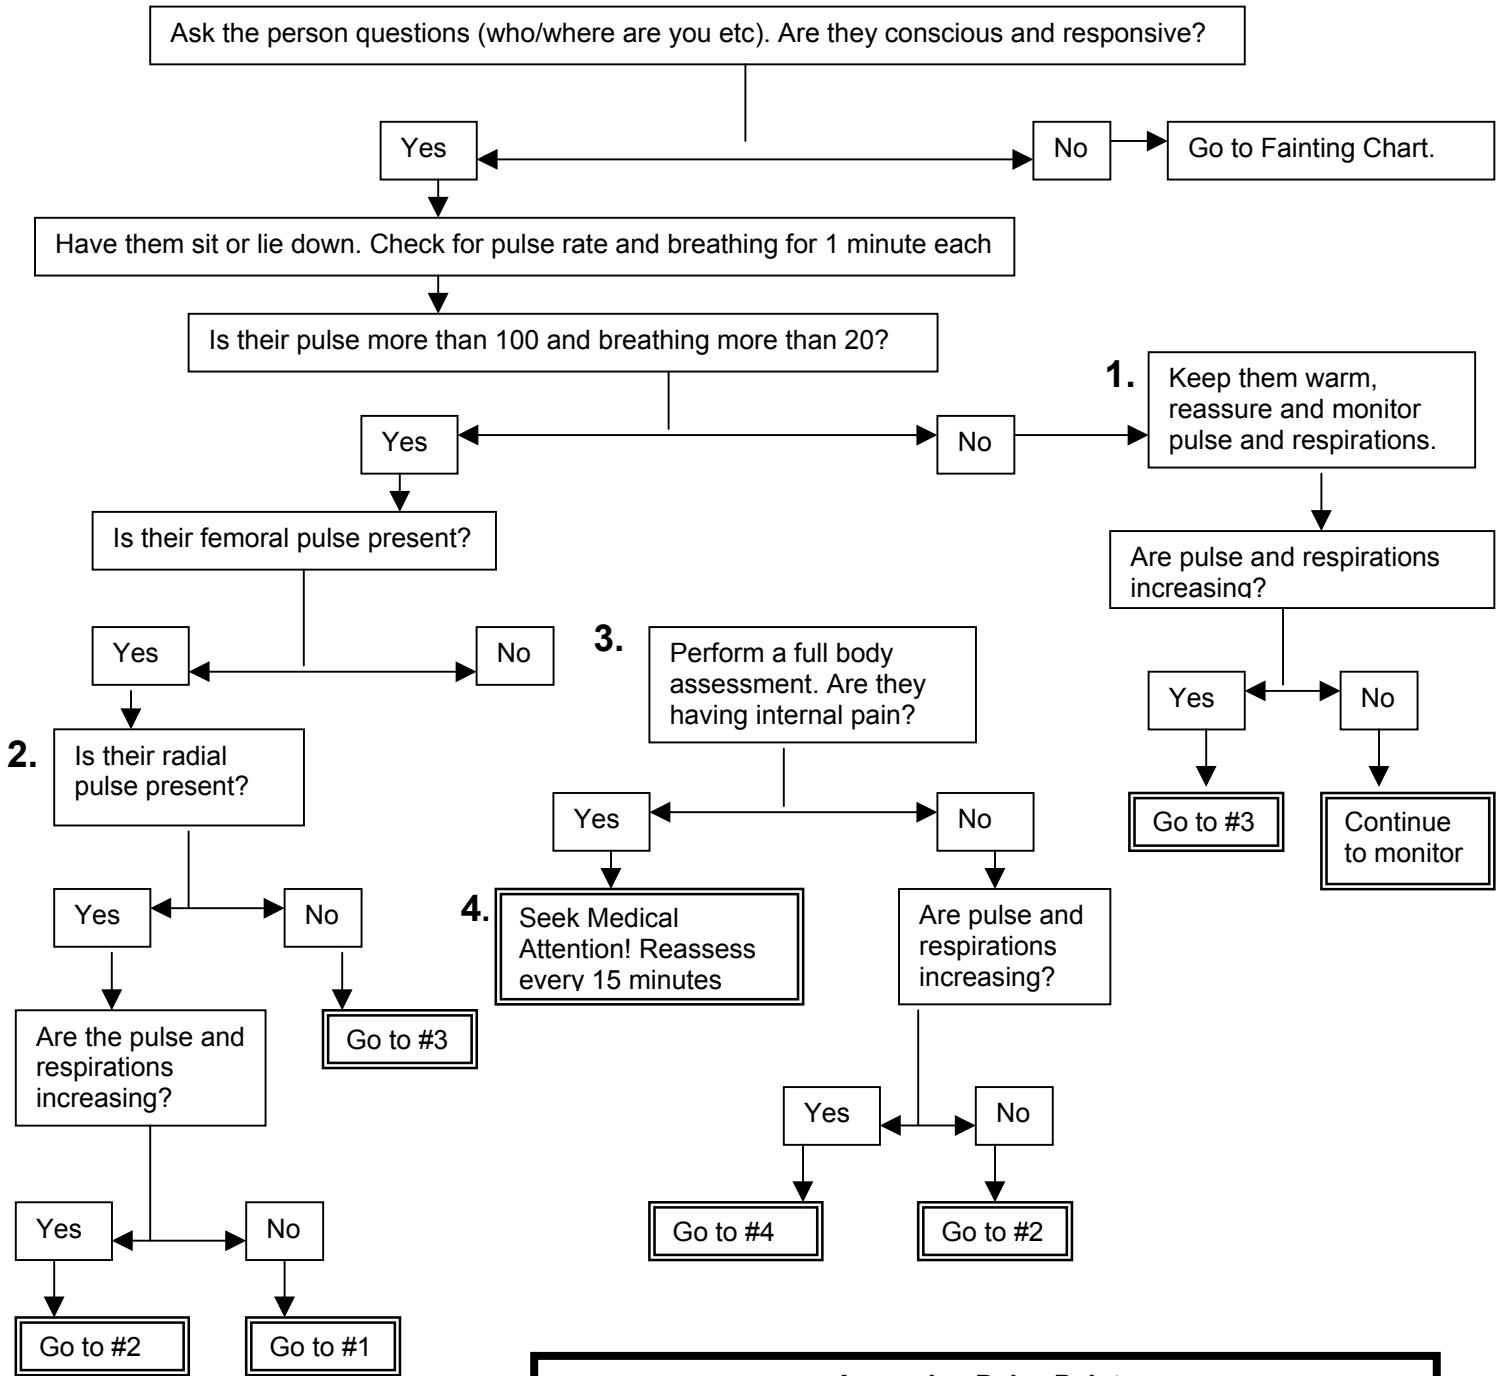 Ask the person questions (who/where are you etc). Are they conscious and responsive?
Yes
No
Go to Fainting Chart.
Have them sit or lie down. Check for pulse rate and breathing for 1 minute each
Is their pulse more than 100 and breathing more than 20?
Yes
No
1.
Keep them warm,
reassure and monitor
pulse and respirations.
Is their femoral pulse present?
Are pulse and respirations
increasing?
Yes
No
3.
Perform a full body
assessment. Are they
having internal pain?
Yes
No
2.
Is their radial
pulse present?
Yes
No
Go to #3
Continue
to monitor
Yes
No
4.
Seek Medical
Attention! Reassess
every 15 minutes
Are pulse and
respirations
increasing?
Are the pulse and
respirations
increasing?
Go to #3
Yes
No
Yes
No
Go to #4
Go to #2
Go to #2
Go to #1